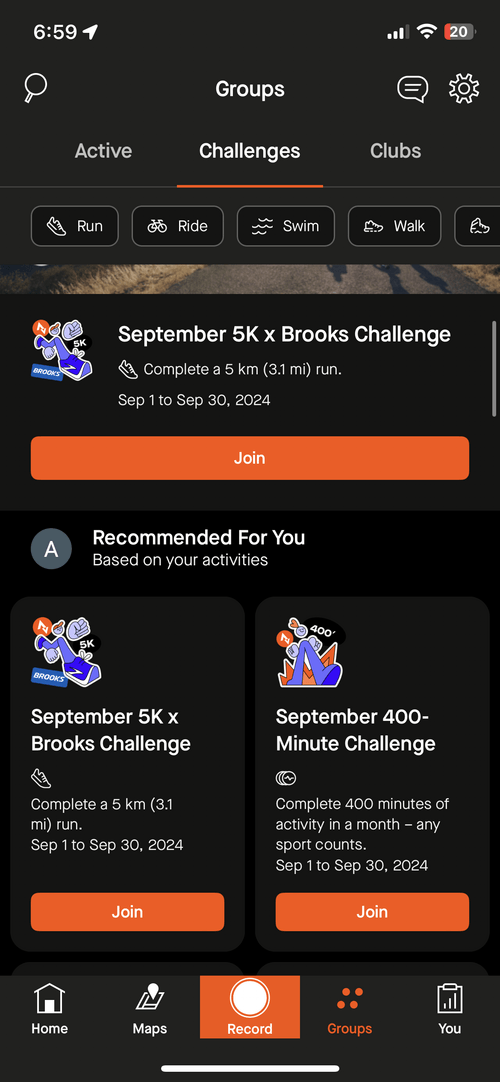 6:59
20
Groups
Active
Challenges
Clubs
Run
Ride
Swim
Walk
5K
BROOKS
September 5K x Brooks Challenge
Complete a 5 km (3.1 mi) run.
Sep 1 to Sep 30, 2024
Join
A
Recommended For You
Based on your activities
5K
BROOKS
September 5K x
Brooks Challenge
Complete a 5 km (3.1
mi) run.
Sep 1 to Sep 30, 2024
Join
400'
September 400-
Minute Challenge
Complete 400 minutes of
activity in a month – any
sport counts.
Sep 1 to Sep 30, 2024
Join
Home
Maps
Record
Groups
You